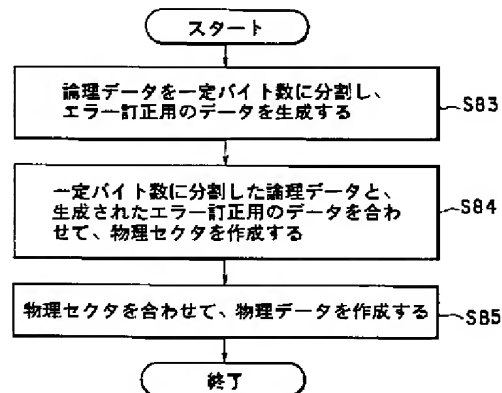 スタート
論理データを一定バイト数に分割し、
エラー訂正用のデータを生成する
S83
一定バイト数に分割した論理データと、
生成されたエラー訂正用のデータを合わ
せて、物理セクタを作成する
S84
物理セクタを合わせて、物理データを作成する
S85
終了